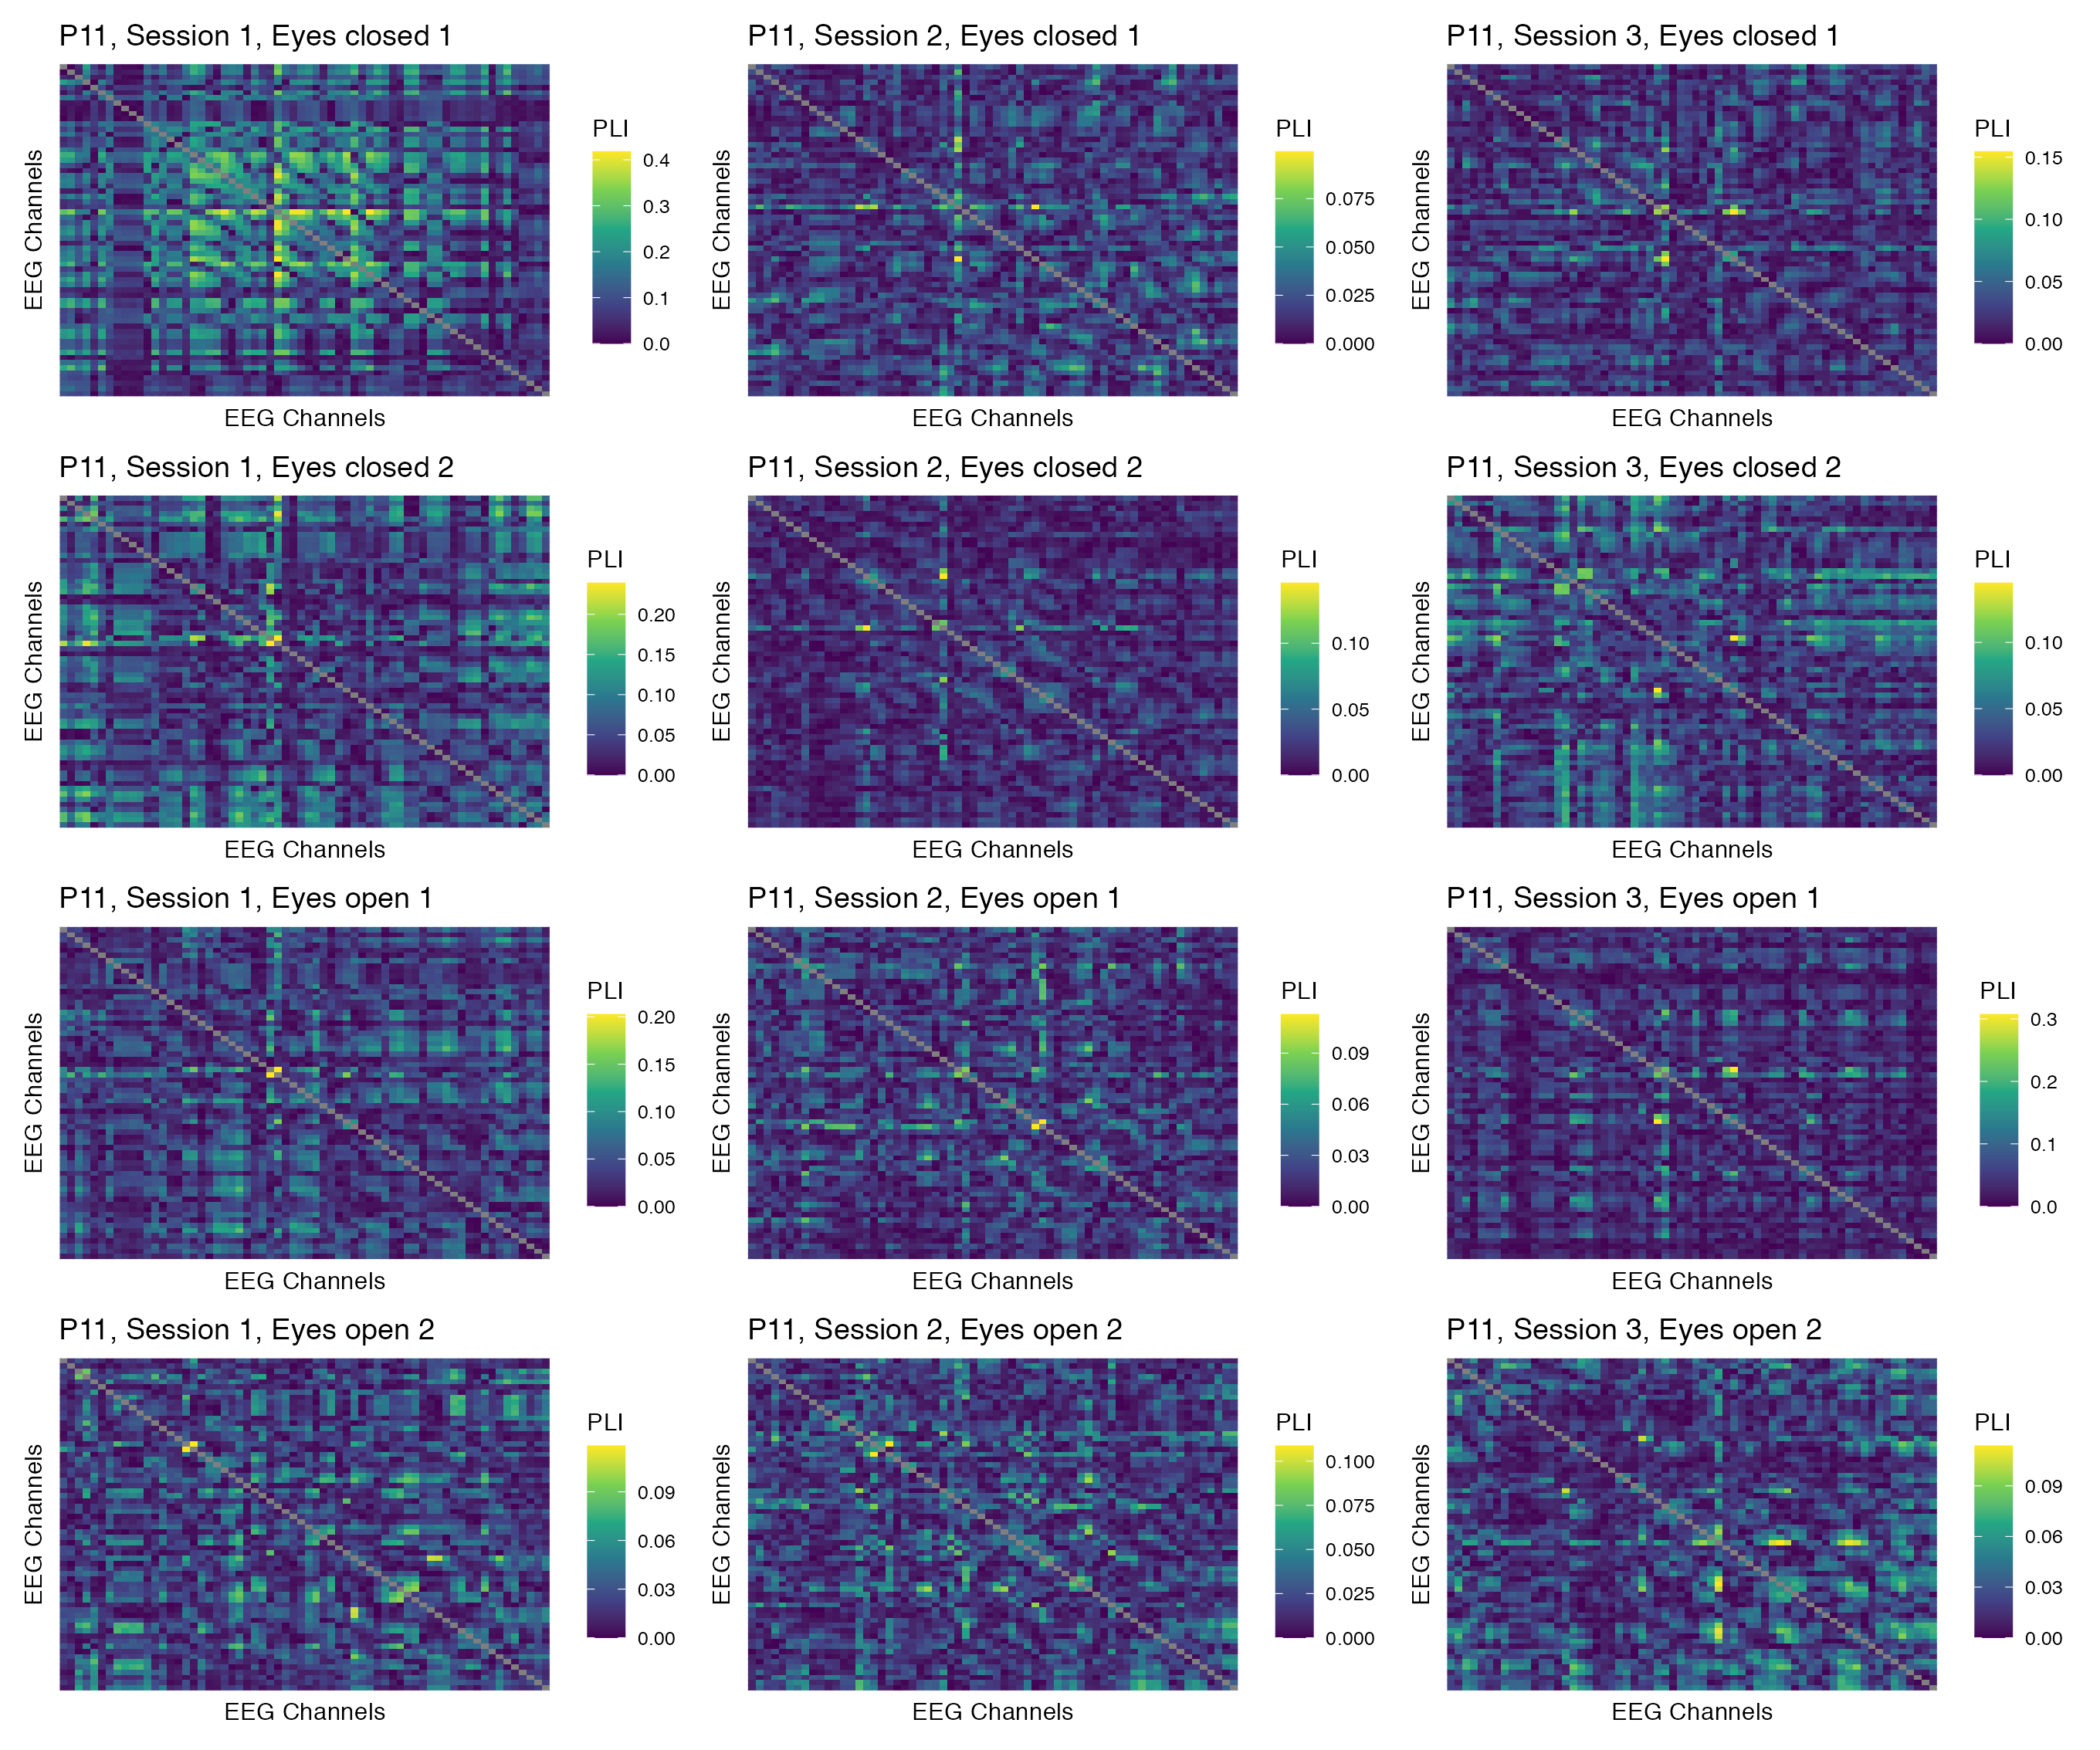 P11, Session 1, Eyes closed 1
EEG Channels
EEG Channels
PLI
0.4
0.3
0.2
0.1
0.0
P11, Session 2, Eyes closed 1
EEG Channels
EEG Channels
PLI
0.075
0.050
0.025
0.000
P11, Session 3, Eyes closed 1
EEG Channels
EEG Channels
PLI
0.15
0.10
0.05
0.00
P11, Session 1, Eyes closed 2
EEG Channels
EEG Channels
PLI
0.20
0.15
0.10
0.05
0.00
P11, Session 2, Eyes closed 2
EEG Channels
EEG Channels
PLI
0.10
0.05
0.00
P11, Session 3, Eyes closed 2
EEG Channels
EEG Channels
PLI
0.10
0.05
0.00
P11, Session 1, Eyes open 1
EEG Channels
EEG Channels
PLI
0.20
0.15
0.10
0.05
0.00
P11, Session 2, Eyes open 1
EEG Channels
EEG Channels
PLI
0.09
0.06
0.03
0.00
P11, Session 3, Eyes open 1
EEG Channels
EEG Channels
PLI
0.3
0.2
0.1
0.0
P11, Session 1, Eyes open 2
EEG Channels
EEG Channels
PLI
0.09
0.06
0.03
0.00
P11, Session 2, Eyes open 2
EEG Channels
EEG Channels
PLI
0.100
0.075
0.050
0.025
0.000
P11, Session 3, Eyes open 2
EEG Channels
EEG Channels
PLI
0.09
0.06
0.03
0.00